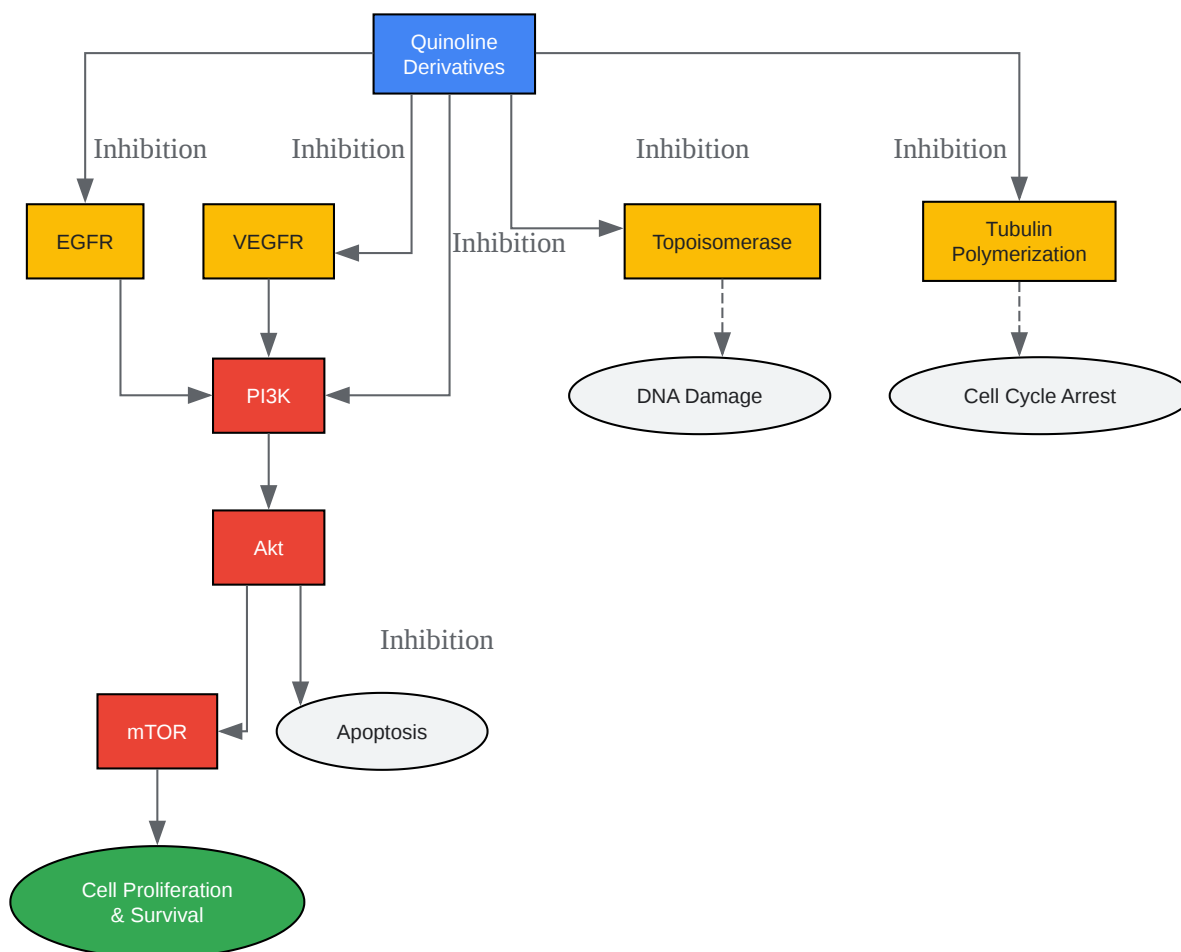 Quinoline
Derivatives
Inhibition
Inhibition
Inhibition
Inhibition
Inhibition
EGFR
VEGFR
Topoisomerase
Tubulin
Polymerization
PI3K
DNA Damage
Cell Cycle Arrest
Akt
Inhibition
mTOR
Apoptosis
Cell Proliferation
& Survival